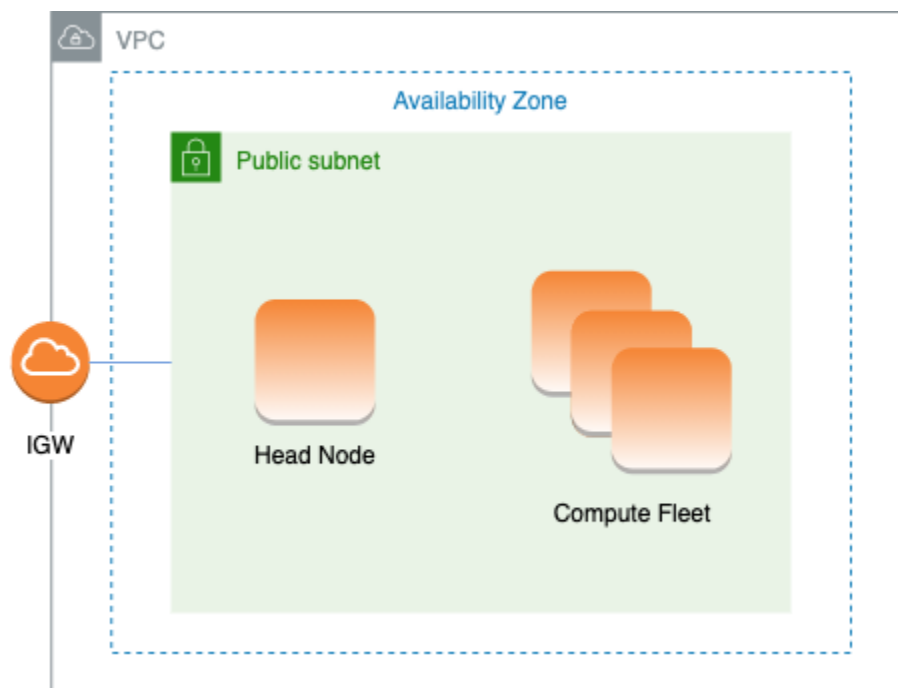 VPC
Availability Zone
Public subnet
IGW
Head Node
Compute Fleet